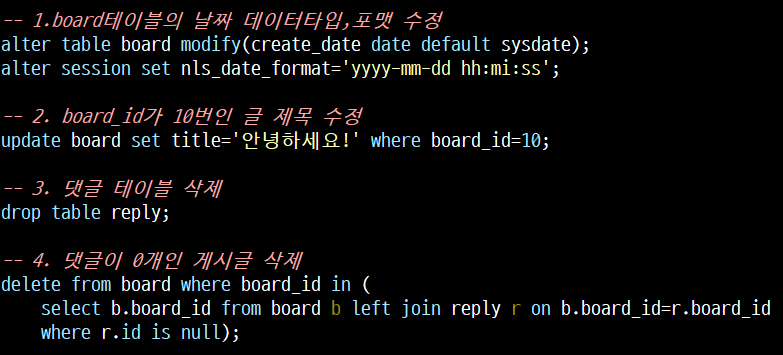 -- 1.board테이블의 날짜 데이터타입,포맷 수정
alter table board modify(create_date date default sysdate);
alter session set nls_date_format='yyyy-mm-dd hh:mi:ss';
-- 2. board_id가 10번인 글 제목 수정
update board set title='안녕하세요!' where board_id=10;
-- 3. 댓글 테이블 삭제
drop table reply;
-- 4. 댓글이 0개인 게시글 삭제
delete from board where board_id in (
select b.board_id from board b left join reply r on b.board_id=r.board_id
where r.id is null);